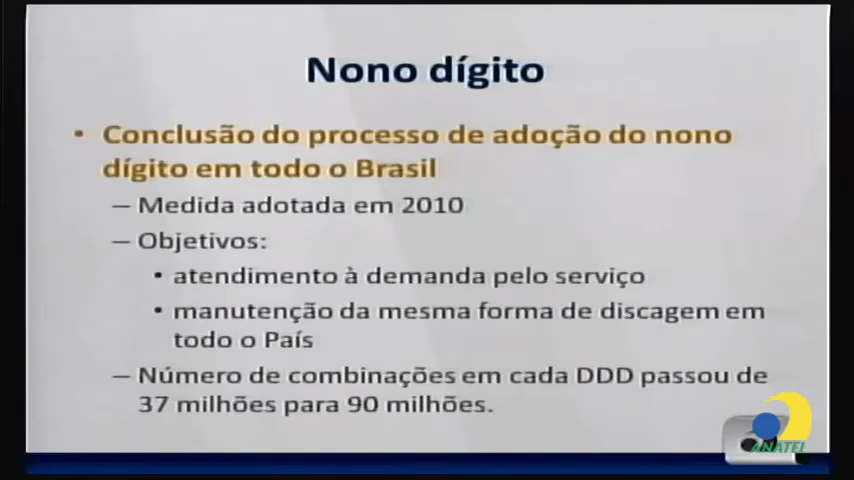 Nono dígito
• Conclusão do processo de adoção do nono
dígito em todo o Brasil
– Medida adotada em 2010
– Objetivos:
• atendimento à demanda pelo serviço
• manutenção da mesma forma de discagem em
todo o País
– Número de combinações em cada DDD passou de
37 milhões para 90 milhões.
ANATEL